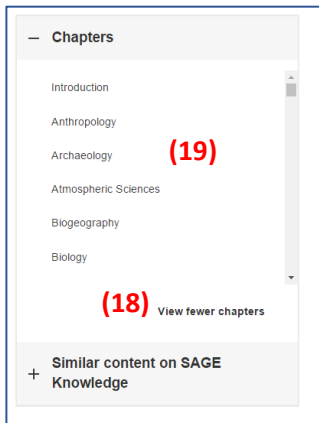 − Chapters
Introduction
Anthropology
Archaeology
(19)
Atmospheric Sciences
Biogeography
Biology
(18) View fewer chapters
+ Similar content on SAGE
Knowledge